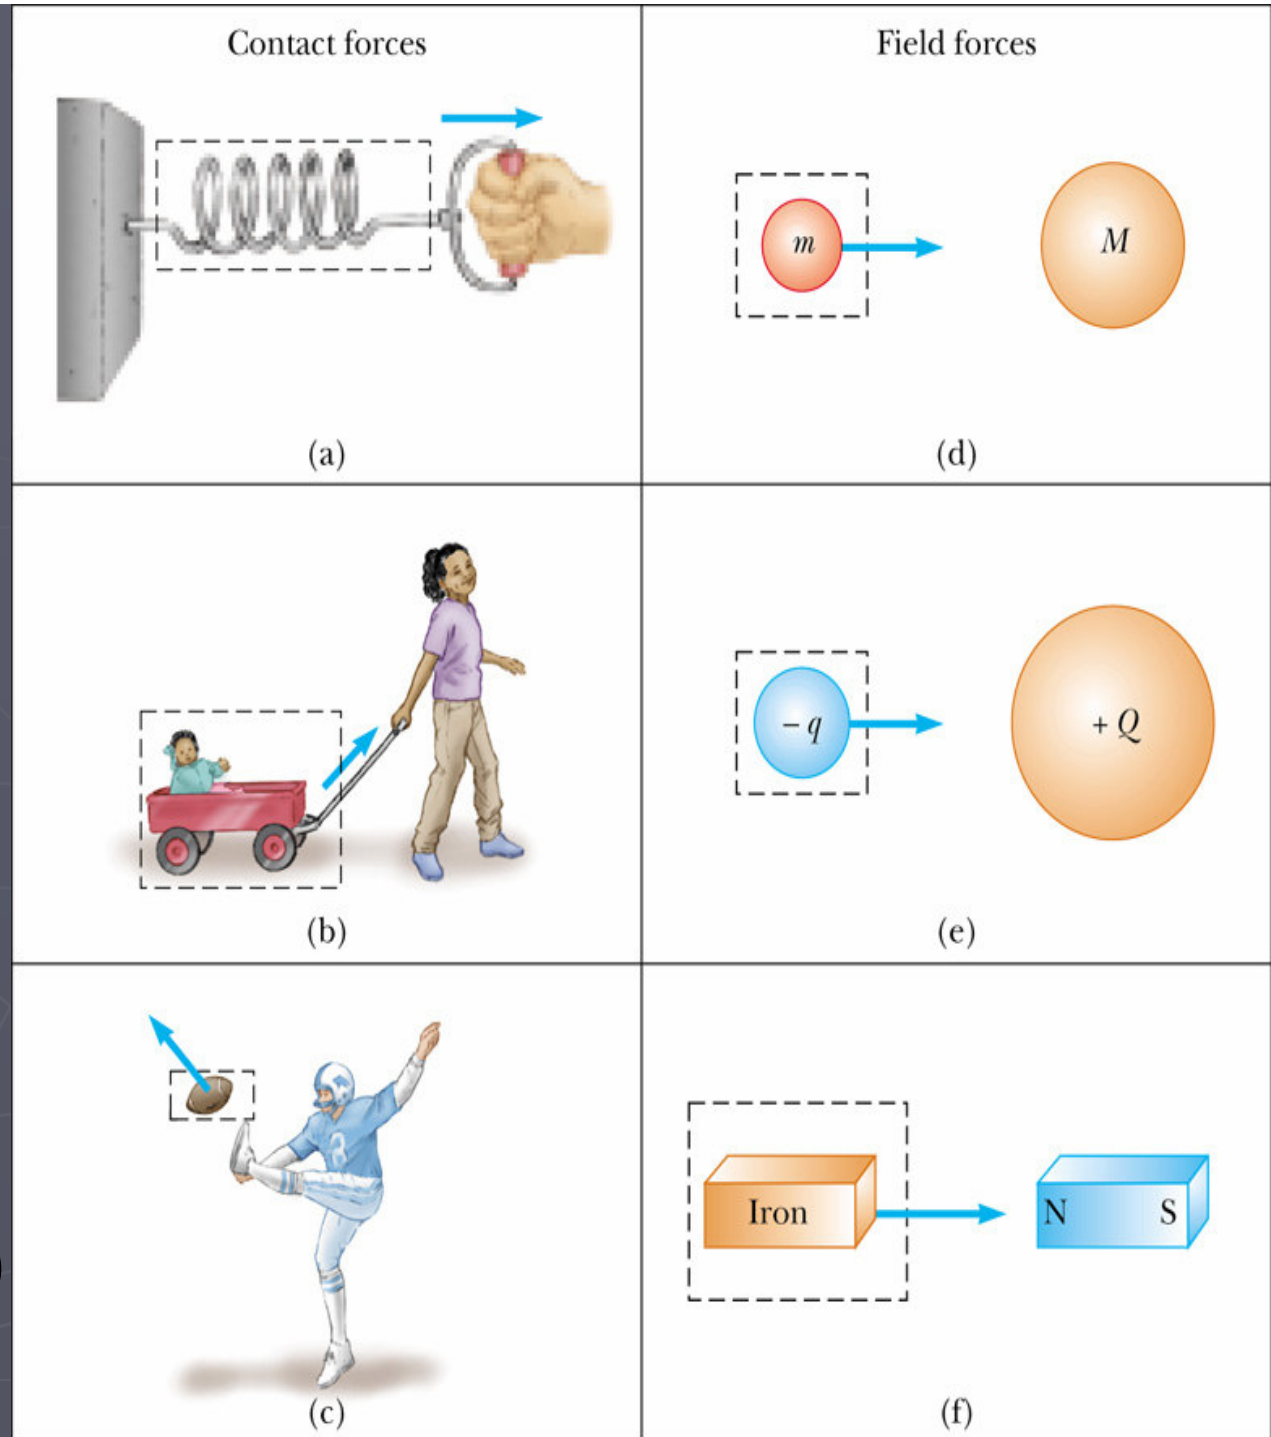 Contact forces
Field forces
m
M
(a)
(d)
– q
+ Q
(b)
(e)
Iron
N
S
(c)
(f)